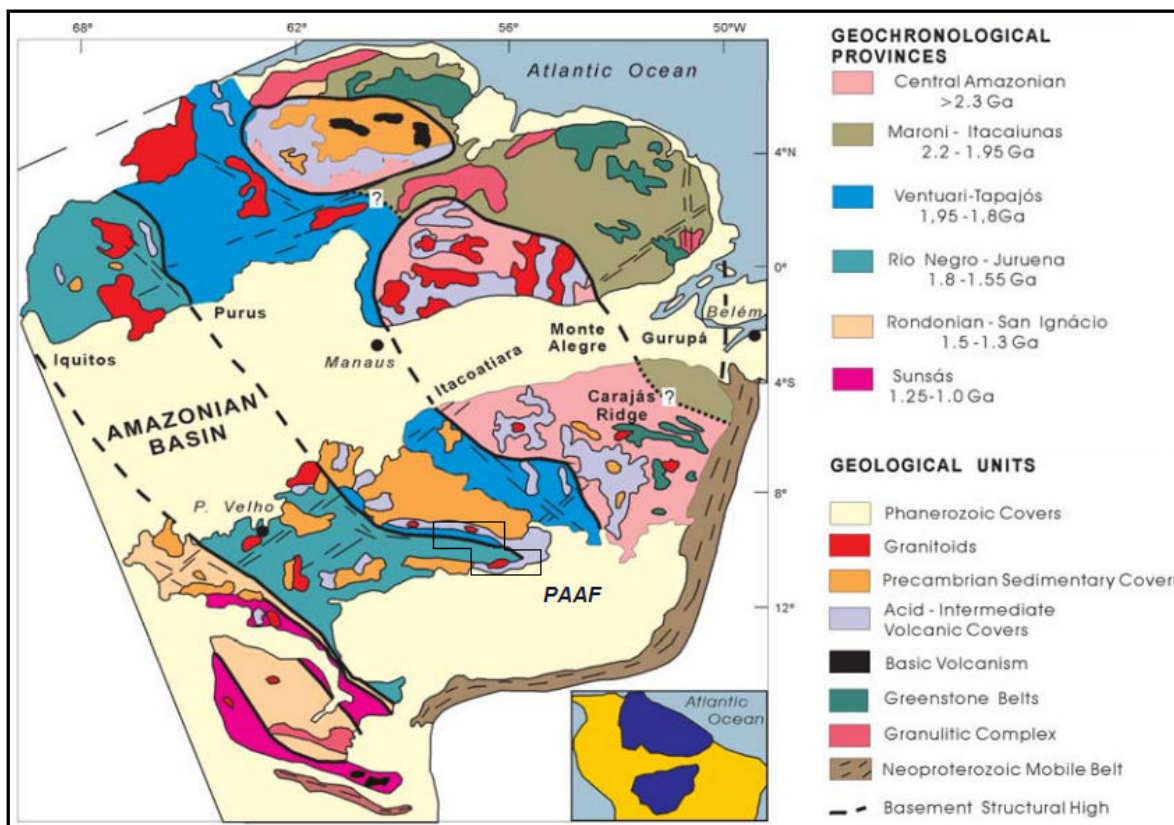 68°
62°
56°
50°W
Atlantic Ocean
4°N
?
0°
Purus
Iquitos
Manaus
Monte
Alegre
Gurupá
Belém
Itacoatiara
4°S
?
Carajás
Ridge
AMAZONIAN
BASIN
P. Velho
8°
PAAF
12°
Atlantic
Ocean
GEOCHRONOLOGICAL
PROVINCES
Central Amazonian
>2.3 Ga
Maroni - Itacaiunas
2.2 - 1.95 Ga
Ventuari-Tapajós
1,95 -1,8Ga
Rio Negro - Juruena
1.8 - 1.55 Ga
Rondonian - San Ignácio
1.5 - 1.3 Ga
Sunsás
1.25-1.0 Ga
GEOLOGICAL UNITS
Phanerozoic Covers
Granitoids
Precambrian Sedimentary Covers
Acid - Intermediate
Volcanic Covers
Basic Volcanism
Greenstone Belts
Granulitic Complex
Neoproterozoic Mobile Belt
Basement Structural High